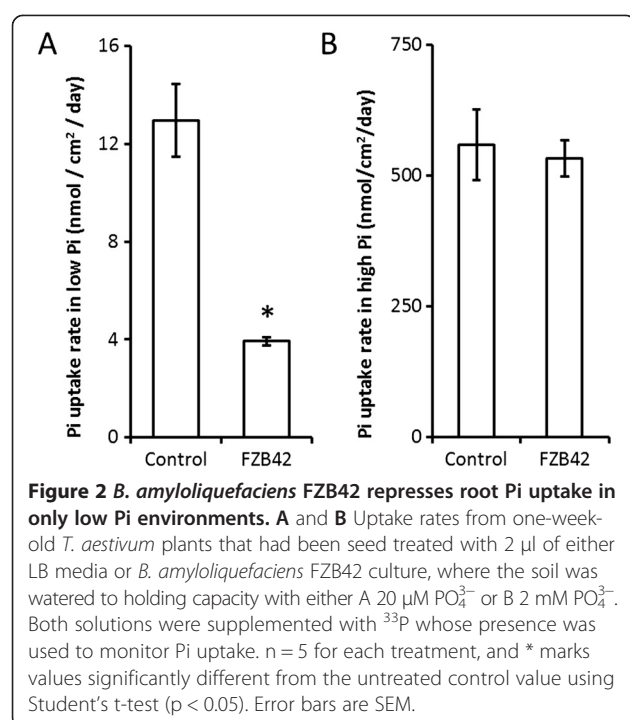 A
B
16
12
8
4
0
Pi uptake rate in low Pi (nmol / cm² / day)
*
Control FZB42
750
500
250
0
Pi uptake rate in high Pi (nmol/cm²/day)
Control FZB42
Figure 2 B. amyloliquefaciens FZB42 represses root Pi uptake in
only low Pi environments. A and B Uptake rates from one-week-
old T. aestivum plants that had been seed treated with 2 μl of either
LB media or B. amyloliquefaciens FZB42 culture, where the soil was
watered to holding capacity with either A 20 μM PO₄³⁻ or B 2 mM PO₄³⁻.
Both solutions were supplemented with ³³P whose presence was
used to monitor Pi uptake. n = 5 for each treatment, and * marks
values significantly different from the untreated control value using
Student's t-test (p < 0.05). Error bars are SEM.